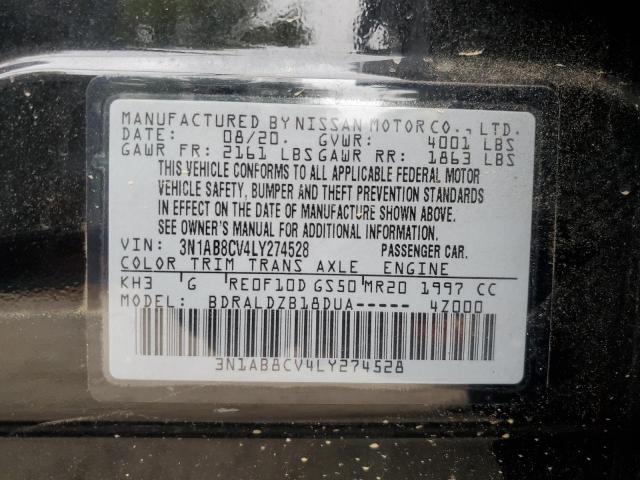 MANUFACTURED BY NISSAN MOTOR CO., LTD.
DATE: 08/20. GVWR: 4001 LBS
GAWR FR: 2161 LBS GAWR RR: 1863 LBS
THIS VEHICLE CONFORMS TO ALL APPLICABLE FEDERAL MOTOR
VEHICLE SAFETY, BUMPER AND THEFT PREVENTION STANDARDS
IN EFFECT ON THE DATE OF MANUFACTURE SHOWN ABOVE.
SEE OWNER'S MANUAL FOR ADDITIONAL INFORMATION.
VIN: 3N1AB8CV4LY274528 PASSENGER CAR.
COLOR TRIM TRANS AXLE ENGINE
KH3 G RE0F10D GS50 MR20 1997 CC
MODEL: BDRALDZB18DUA----- 4Z000
3N1AB8CV4LY274528